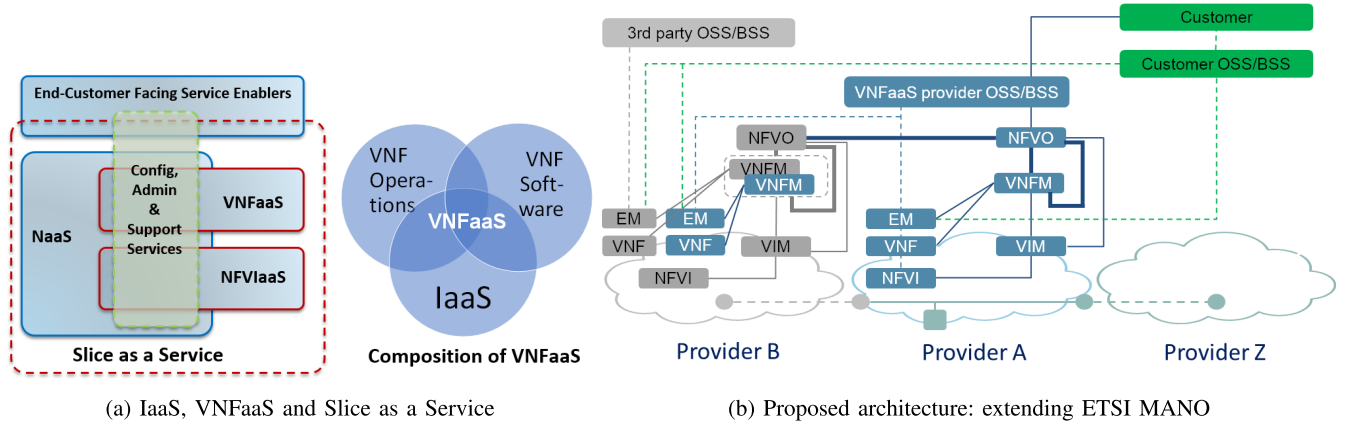 End-Customer Facing Service Enablers
Config,
Admin
&
Support
Services
NaaS
VNFaaS
NFVIaaS
Slice as a Service
VNF
Opera-
tions
VNF
Soft-
ware
VNFaaS
IaaS
Composition of VNFaaS
(a) IaaS, VNFaaS and Slice as a Service
3rd party OSS/BSS
Customer
Customer OSS/BSS
VNFaaS provider OSS/BSS
NFVO
VNFM
VNFM
EM
EM
VNF
VNF
VIM
NFVI
NFVO
VNFM
EM
VNF
VIM
NFVI
Provider B
Provider A
Provider Z
(b) Proposed architecture: extending ETSI MANO